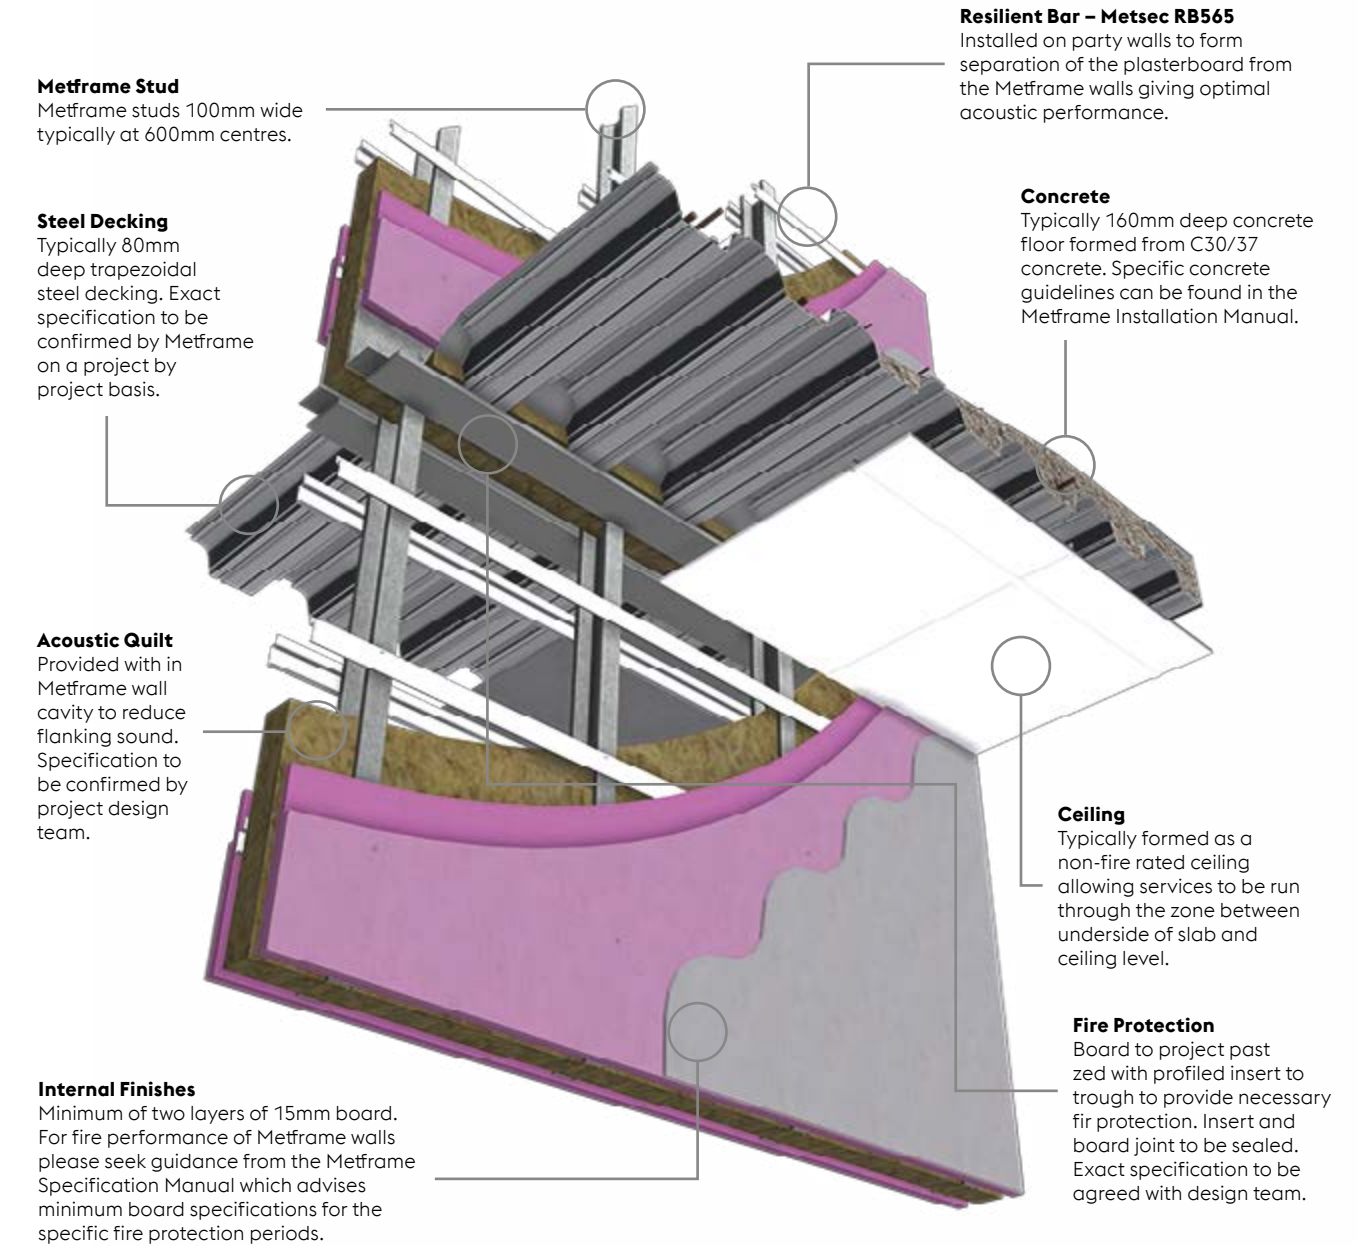 Resilient Bar – Metsec RB565
Installed on party walls to form
separation of the plasterboard from
the Metframe walls giving optimal
acoustic performance.
Metframe Stud
Metframe studs 100mm wide
typically at 600mm centres.
Concrete
Typically 160mm deep concrete
floor formed from C30/37
concrete. Specific concrete
guidelines can be found in the
Metframe Installation Manual.
Steel Decking
Typically 80mm
deep trapezoidal
steel decking. Exact
specification to be
confirmed by Metframe
on a project by
project basis.
Acoustic Quilt
Provided with in
Metframe wall
cavity to reduce
flanking sound.
Specification to
be confirmed by
project design
team.
Ceiling
Typically formed as a
non-fire rated ceiling
allowing services to be run
through the zone between
underside of slab and
ceiling level.
Fire Protection
Board to project past
zed with profiled insert to
trough to provide necessary
fir protection. Insert and
board joint to be sealed.
Exact specification to be
agreed with design team.
Internal Finishes
Minimum of two layers of 15mm board.
For fire performance of Metframe walls
please seek guidance from the Metframe
Specification Manual which advises
minimum board specifications for the
specific fire protection periods.